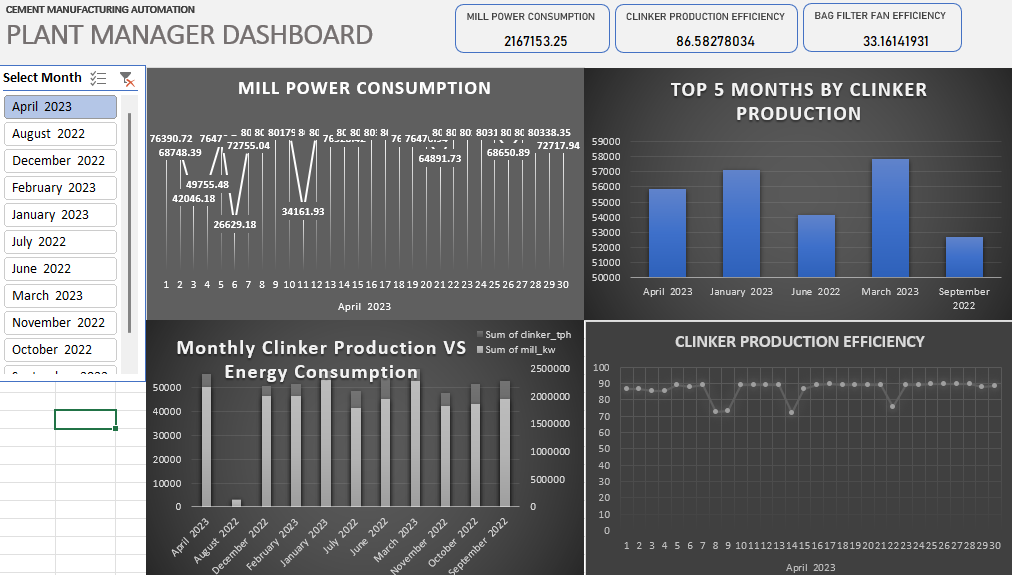 CEMENT MANUFACTURING AUTOMATION
PLANT MANAGER DASHBOARD
MILL POWER CONSUMPTION
2167153.25
CLINKER PRODUCTION EFFICIENCY
86.58278034
BAG FILTER FAN EFFICIENCY
33.16141931
Select Month
April 2023
August 2022
December 2022
February 2023
January 2023
July 2022
June 2022
March 2023
November 2022
October 2022
MILL POWER CONSUMPTION
76390.72
68748.39
42046.18
49755.48
26629.18
72755.04
80179
34161.93
64891.73
68650.89
80338.35
72717.94
1 2 3 4 5 6 7 8 9 10 11 12 13 14 15 16 17 18 19 20 21 22 23 24 25 26 27 28 29 30
April 2023
TOP 5 MONTHS BY CLINKER
PRODUCTION
59000
58000
57000
56000
55000
54000
53000
52000
51000
50000
April 2023 January 2023 June 2022 March 2023 September
2022
Monthly Clinker Production VS
Energy Consumption
Sum of clinker_tph
Sum of mill_kw
50000
40000
30000
20000
10000
0
2500000
2000000
1500000
1000000
500000
0
April 2023
August 2022
December 2022
February 2023
January 2023
July 2022
June 2022
March 2023
November 2022
October 2022
September 2022
CLINKER PRODUCTION EFFICIENCY
100
90
80
70
60
50
40
30
20
10
0
1 2 3 4 5 6 7 8 9 10 11 12 13 14 15 16 17 18 19 20 21 22 23 24 25 26 27 28 29 30
April 2023